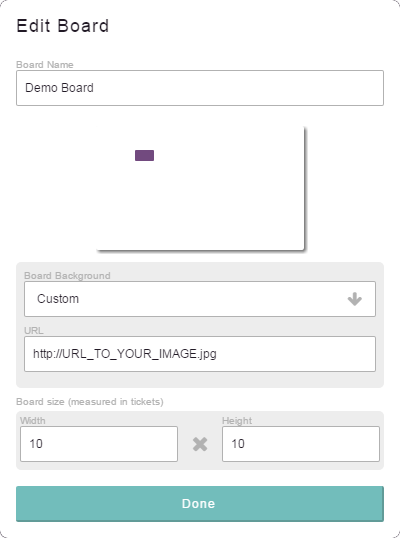 Edit Board
Board Name
Demo Board
Board Background
Custom
URL
http://URL_TO_YOUR_IMAGE.jpg
Board size (measured in tickets)
Width
Height
10
10
Done